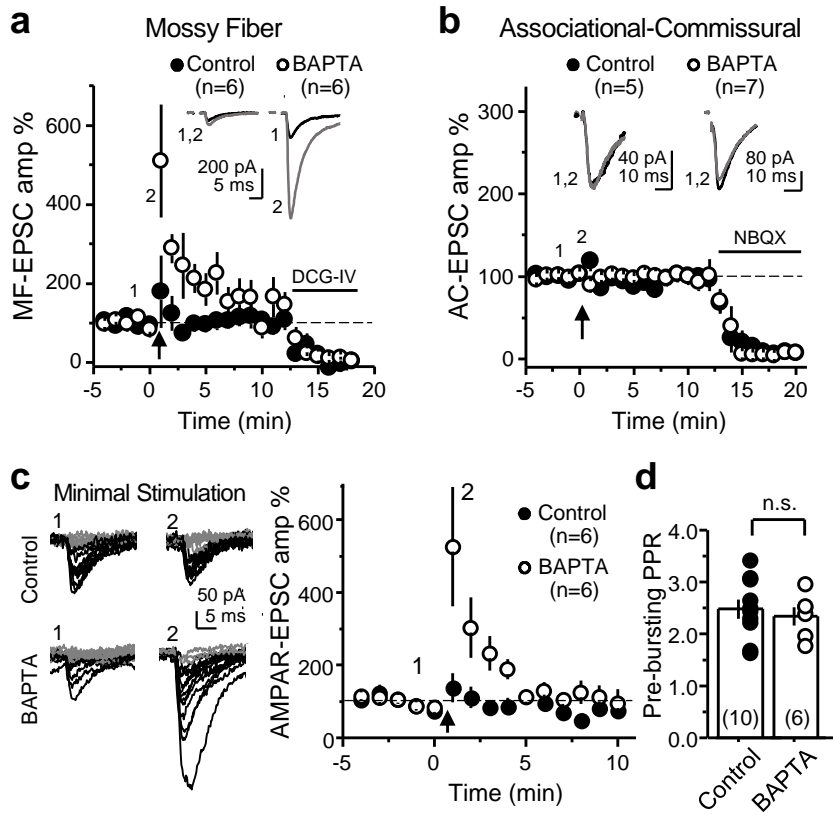 a
Mossy Fiber
Control
(n=6)
BAPTA
(n=6)
MF-EPSC amp %
600
400
200
0
1
2
1,2
1
2
200 pA
5 ms
DCG-IV
-5 0 5 10 15 20
Time (min)
b
Associational-Commissural
Control
(n=5)
BAPTA
(n=7)
AC-EPSC amp %
300
200
100
0
1 2
1,2
40 pA
10 ms
1,2
80 pA
10 ms
NBQX
-5 0 5 10 15 20
Time (min)
c
Minimal Stimulation
Control
1 2
50 pA
5 ms
BAPTA
1 2
AMPAR-EPSC amp %
600
400
200
0
1
2
Control
(n=6)
BAPTA
(n=6)
-5 0 5 10
Time (min)
d
n.s.
Pre-bursting PPR
4.0
3.0
2.0
1.0
0.0
(10) (6)
Control
BAPTA